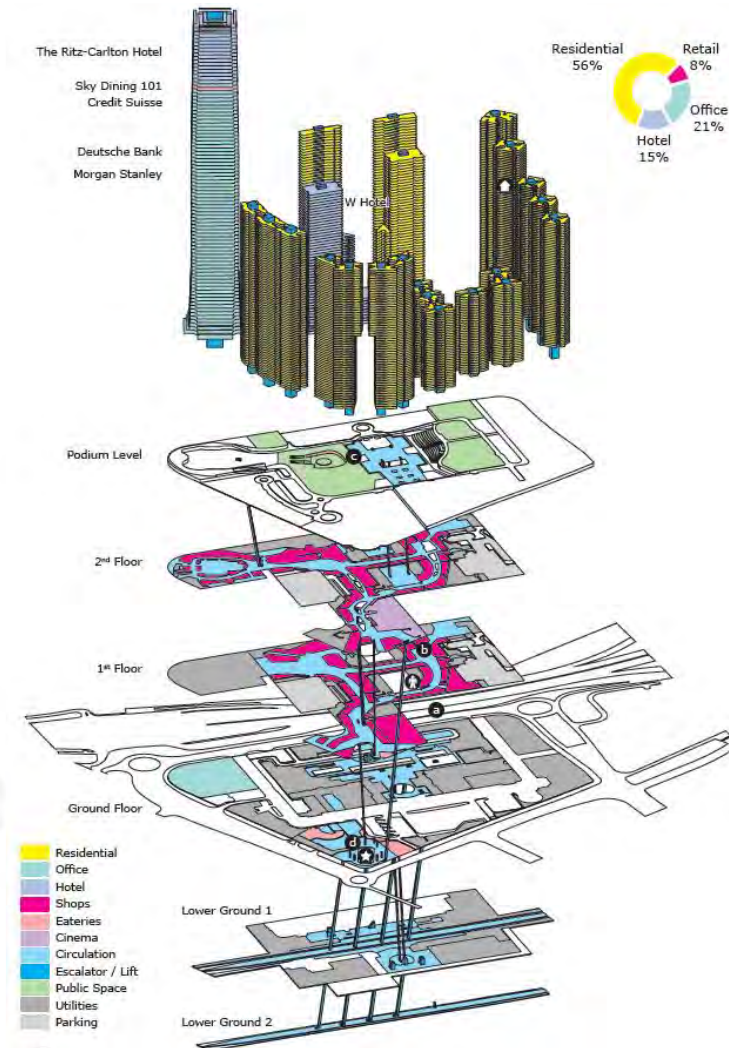 The Ritz-Carlton Hotel
Sky Dining 101
Credit Suisse
Deutsche Bank
Morgan Stanley
W Hotel
Residential
56%
Retail
8%
Office
21%
Hotel
15%
Podium Level
c
2nd Floor
1st Floor
b
a
Ground Floor
d
Residential
Office
Hotel
Shops
Eateries
Cinema
Circulation
Escalator / Lift
Public Space
Utilities
Parking
Lower Ground 1
Lower Ground 2